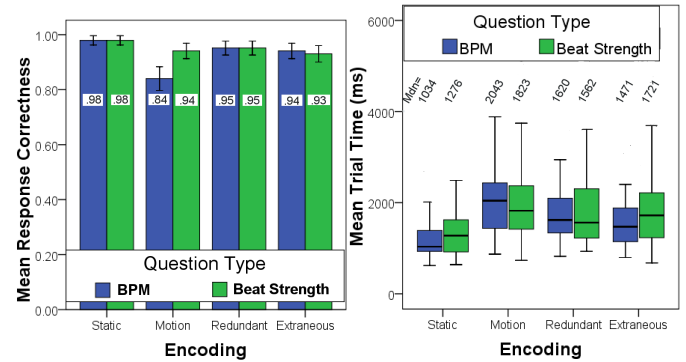 Mean Response Correctness
1.00
0.80
0.60
0.40
0.20
0.00
.98
.98
.84
.94
.95
.95
.94
.93
Question Type
BPM
Beat Strength
Static
Motion
Redundant
Extraneous
Encoding
Mean Trial Time (ms)
6000
4000
2000
0
Question Type
BPM
Beat Strength
Mdn=
1034
1276
2043
1823
1620
1562
1471
1721
Static
Motion
Redundant
Extraneous
Encoding